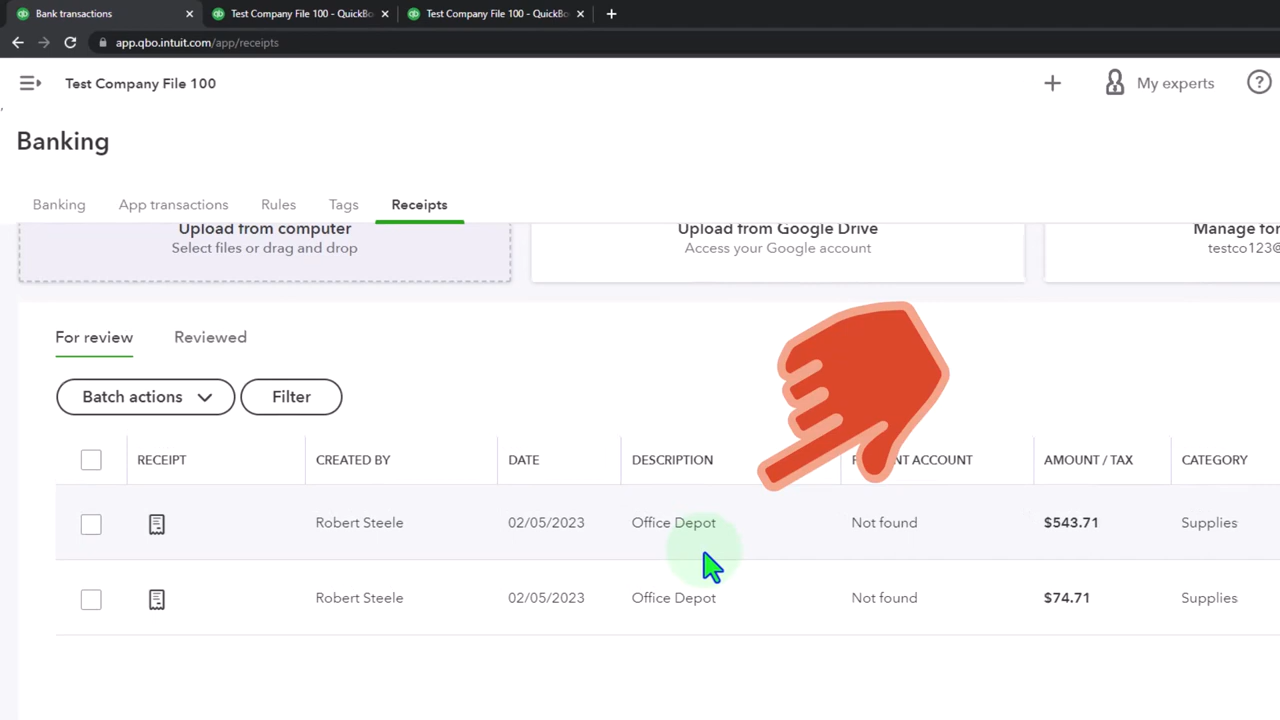 Bank transactions
Test Company File 100 - QuickBo
Test Company File 100 - QuickBo
app.qbo.intuit.com/app/receipts
Test Company File 100
My experts
Banking
Banking App transactions Rules Tags Receipts
Upload from computer
Select files or drag and drop
Upload from Google Drive
Access your Google account
Manage for
testco123@
For review Reviewed
Batch actions Filter
RECEIPT CREATED BY DATE DESCRIPTION ACCOUNT AMOUNT / TAX CATEGORY
Robert Steele 02/05/2023 Office Depot Not found $543.71 Supplies
Robert Steele 02/05/2023 Office Depot Not found $74.71 Supplies